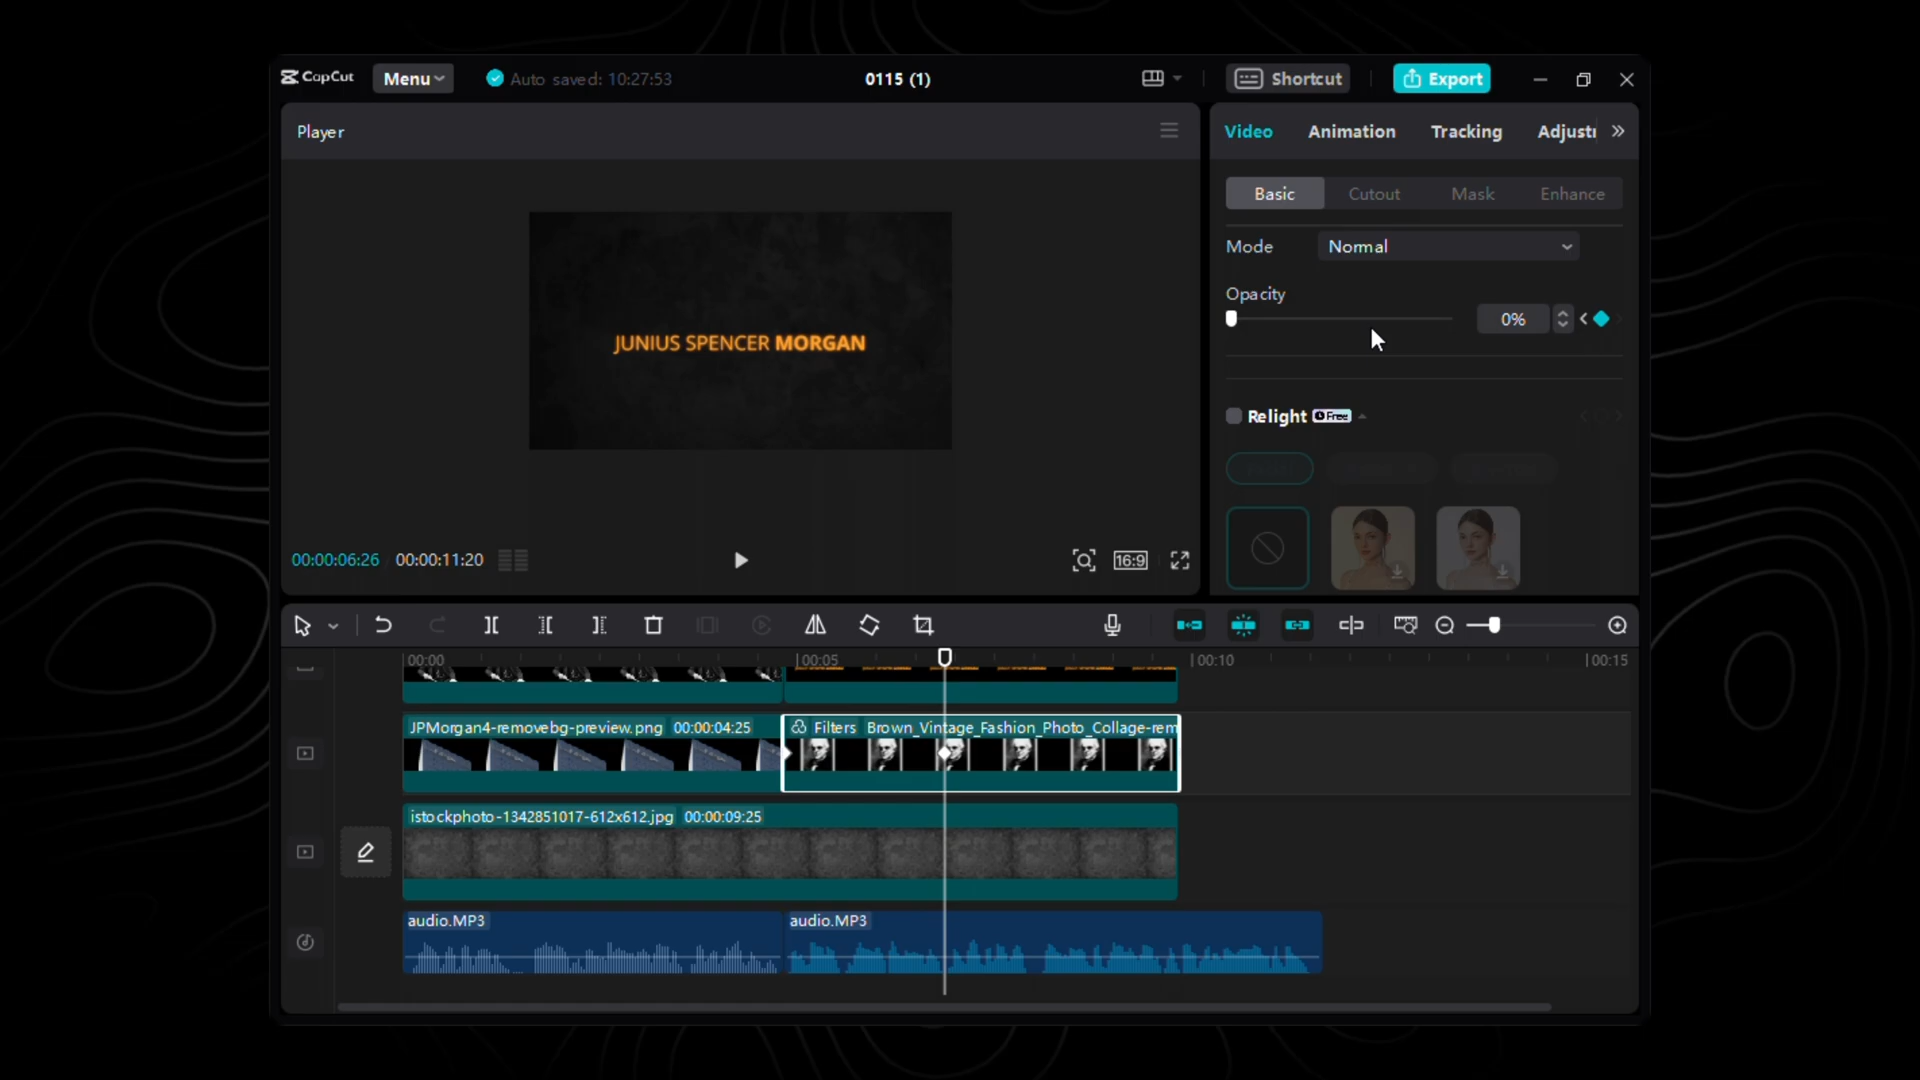 CapCut Menu Auto saved: 10:27:53 0115 (1) Shortcut Export
Player
Video Animation Tracking Adjustr
Basic Cutout Mask Enhance
Mode Normal
JUNIUS SPENCER MORGAN
Opacity
0%
Relight Free
00:00:06:26 00:00:11:20
16:9
00:00 00:05 00:10 00:15
JPMorgan4-removebg-preview.png 00:00:04:25 Filters Brown_Vintage_Fashion_Photo_Collage-rem
istockphoto-1342851017-612x612.jpg 00:00:09:25
audio.MP3 audio.MP3